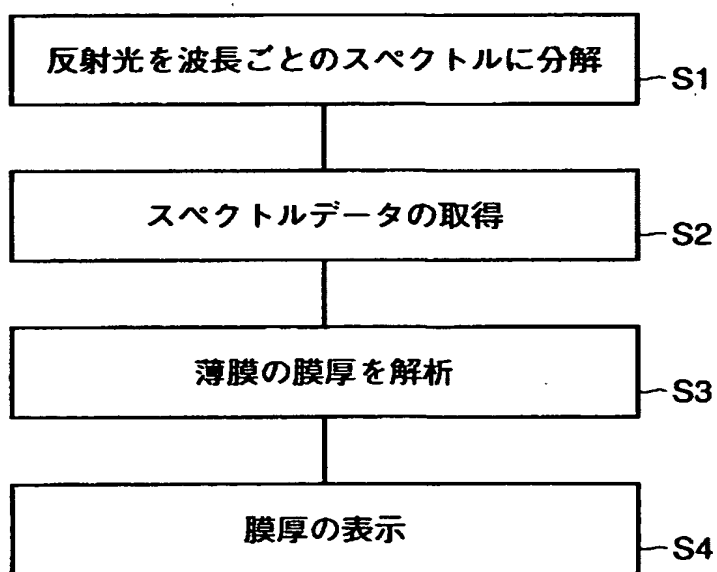 反射光を波長ごとのスペクトルに分解
S1
スペクトルデータの取得
S2
薄膜の膜厚を解析
S3
膜厚の表示
S4